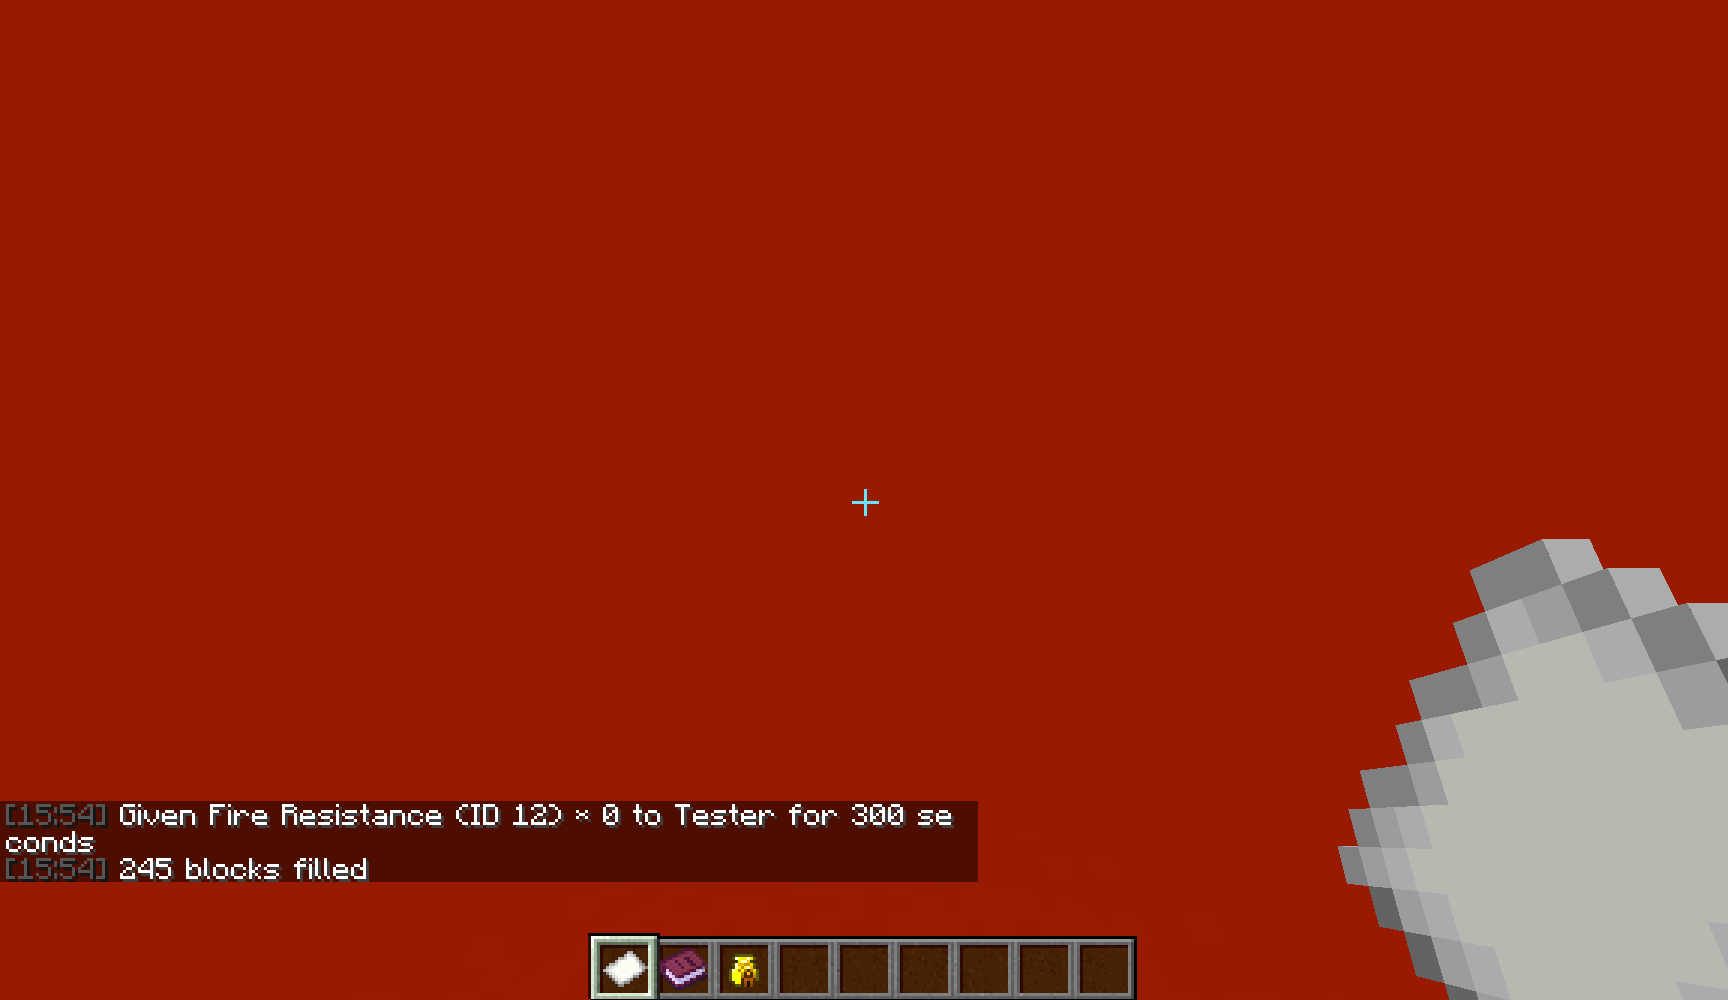 [15:54] Given Fire Resistance (ID 12) × 0 to Tester for 300 se
conds
[15:54] 245 blocks filled